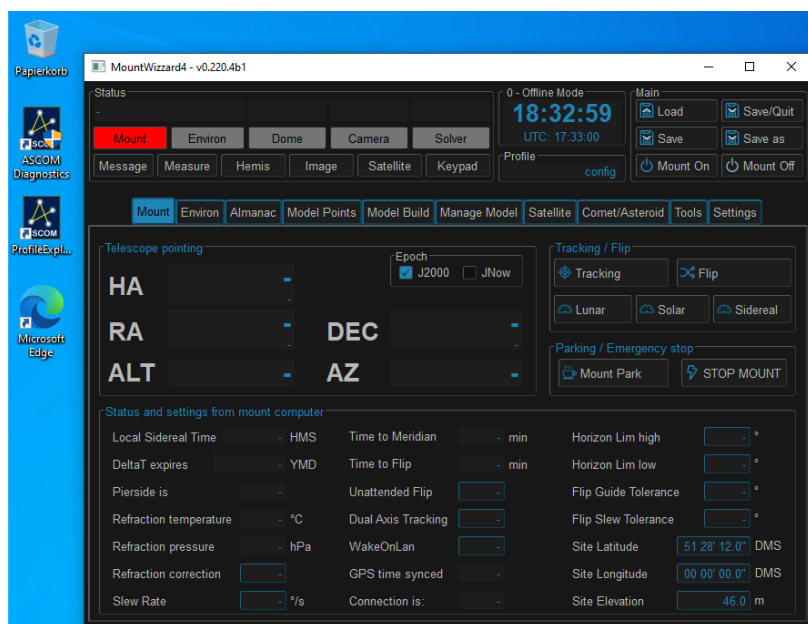 Papierkorb
ASCOM
ASCOM
Diagnostics
ASCOM
ProfileExpl...
Microsoft
Edge
MountWizzard4 - v0.220.4b1
Status
-
Mount Environ Dome Camera Solver
Message Measure Hemis Image Satellite Keypad
0 - Offline Mode
18:32:59
UTC: 17:33:00
Profile
config
Main
Load Save/Quit
Save Save as
Mount On Mount Off
Mount Environ Almanac Model Points Model Build Manage Model Satellite Comet/Asteroid Tools Settings
Telescope pointing
Epoch
J2000 JNow
HA -
-
RA - DEC -
- -
ALT - AZ -
Tracking / Flip
Tracking Flip
Lunar Solar Sidereal
Parking / Emergency stop
Mount Park STOP MOUNT
Status and settings from mount computer
Local Sidereal Time - HMS Time to Meridian - min Horizon Lim high - °
DeltaT expires - YMD Time to Flip - min Horizon Lim low - °
Pierside is - Unattended Flip - Flip Guide Tolerance - °
Refraction temperature - °C Dual Axis Tracking - Flip Slew Tolerance - °
Refraction pressure - hPa WakeOnLan - Site Latitude 51 28' 12.0" DMS
Refraction correction - GPS time synced - Site Longitude 00 00' 00.0" DMS
Slew Rate - °/s Connection is: - Site Elevation 46.0 m